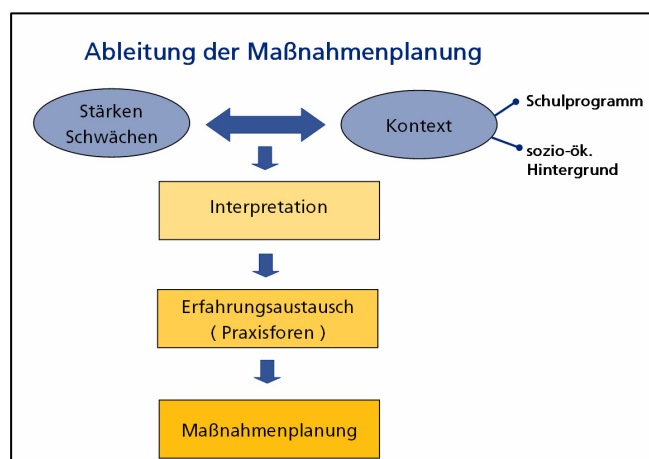 Ableitung der Maßnahmenplanung
Stärken
Schwächen
Kontext
Schulprogramm
sozio-ök.
Hintergrund
Interpretation
Erfahrungsaustausch
( Praxisforen )
Maßnahmenplanung